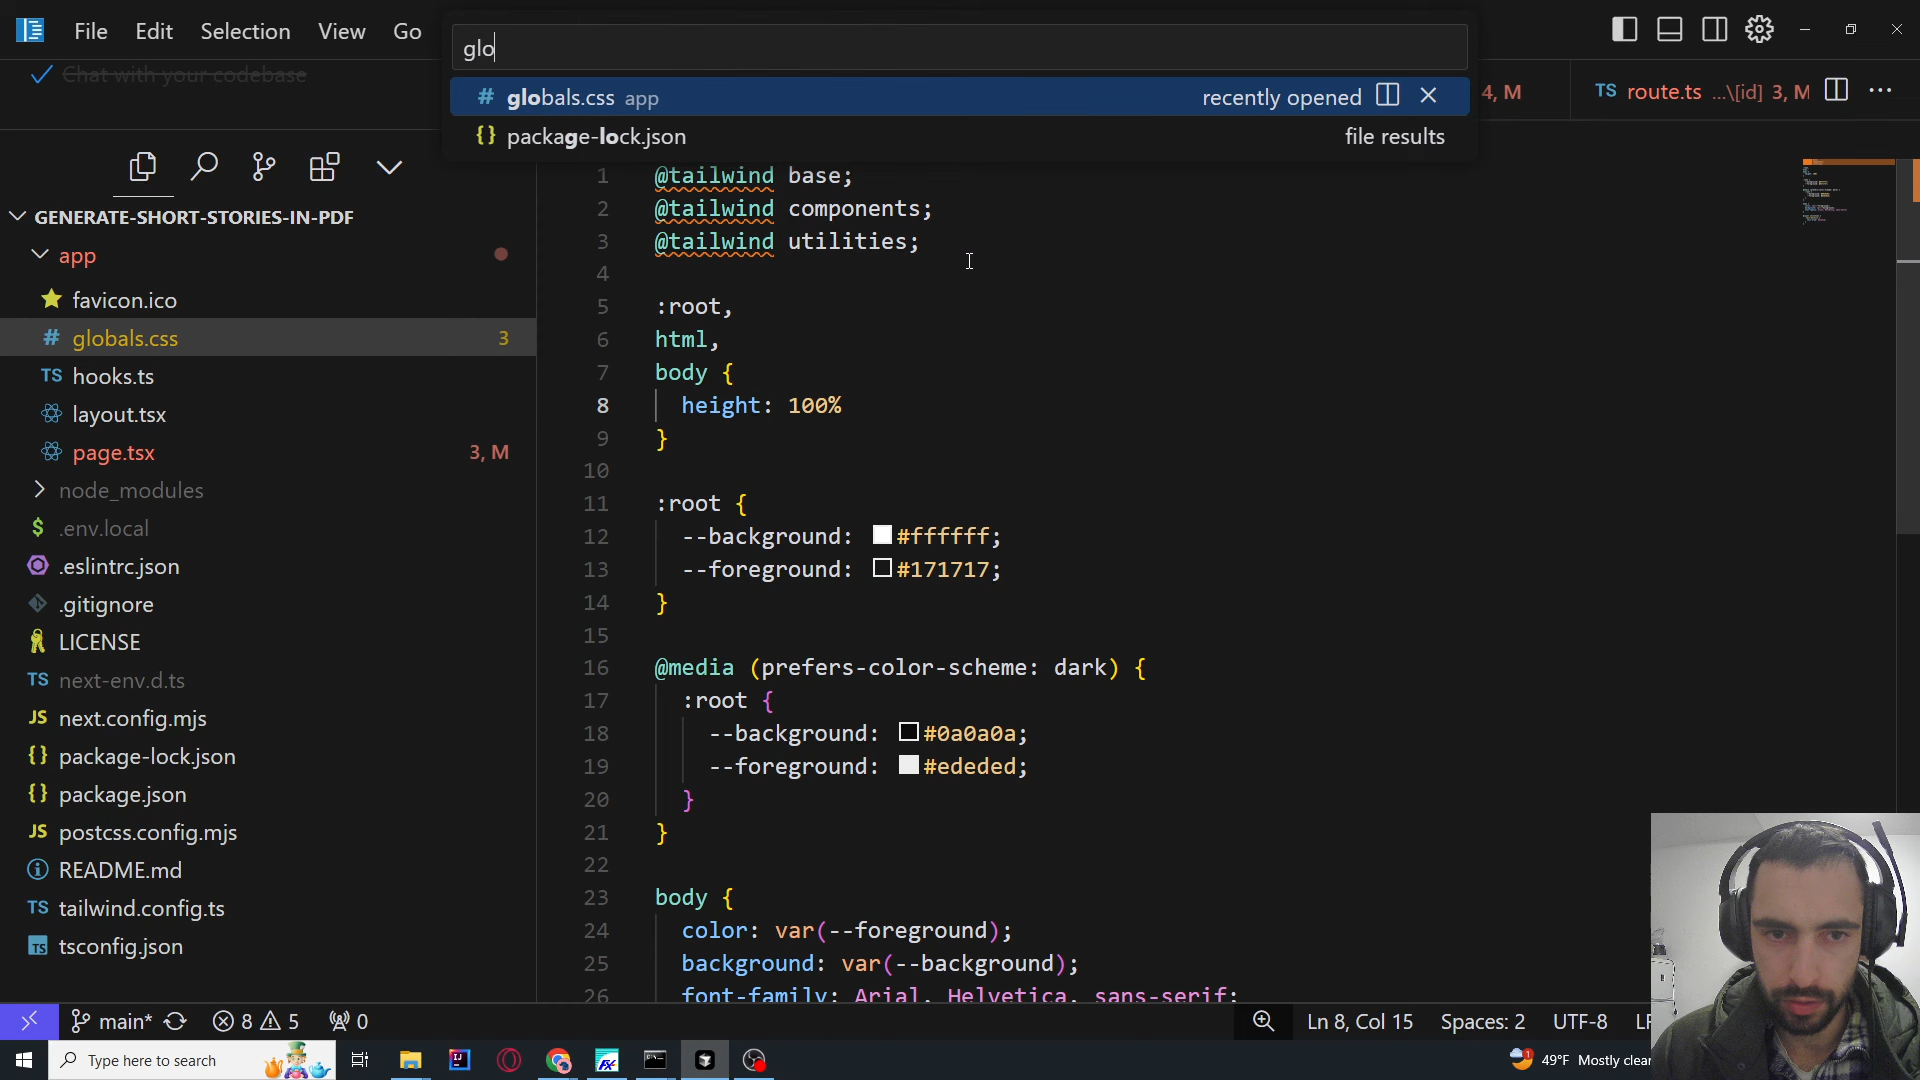 File Edit Selection View Go
glo
Chat with your codebase
# globals.css app recently opened
{} package-lock.json file results
4, M
TS route.ts ...\[id] 3, M
GENERATE-SHORT-STORIES-IN-PDF
app
favicon.ico
# globals.css 3
TS hooks.ts
layout.tsx
page.tsx 3, M
node_modules
$ .env.local
.eslintrc.json
.gitignore
LICENSE
TS next-env.d.ts
JS next.config.mjs
{} package-lock.json
{} package.json
JS postcss.config.mjs
README.md
TS tailwind.config.ts
TS tsconfig.json
1 @tailwind base;
2 @tailwind components;
3 @tailwind utilities;
4
5 :root,
6 html,
7 body {
8 height: 100%
9 }
10
11 :root {
12 --background: #ffffff;
13 --foreground: #171717;
14 }
15
16 @media (prefers-color-scheme: dark) {
17 :root {
18 --background: #0a0a0a;
19 --foreground: #ededed;
20 }
21 }
22
23 body {
24 color: var(--foreground);
25 background: var(--background);
26 font-family: Arial, Helvetica, sans-serif;
main* 8 5 0
Ln 8, Col 15 Spaces: 2 UTF-8
Type here to search
49°F Mostly clear